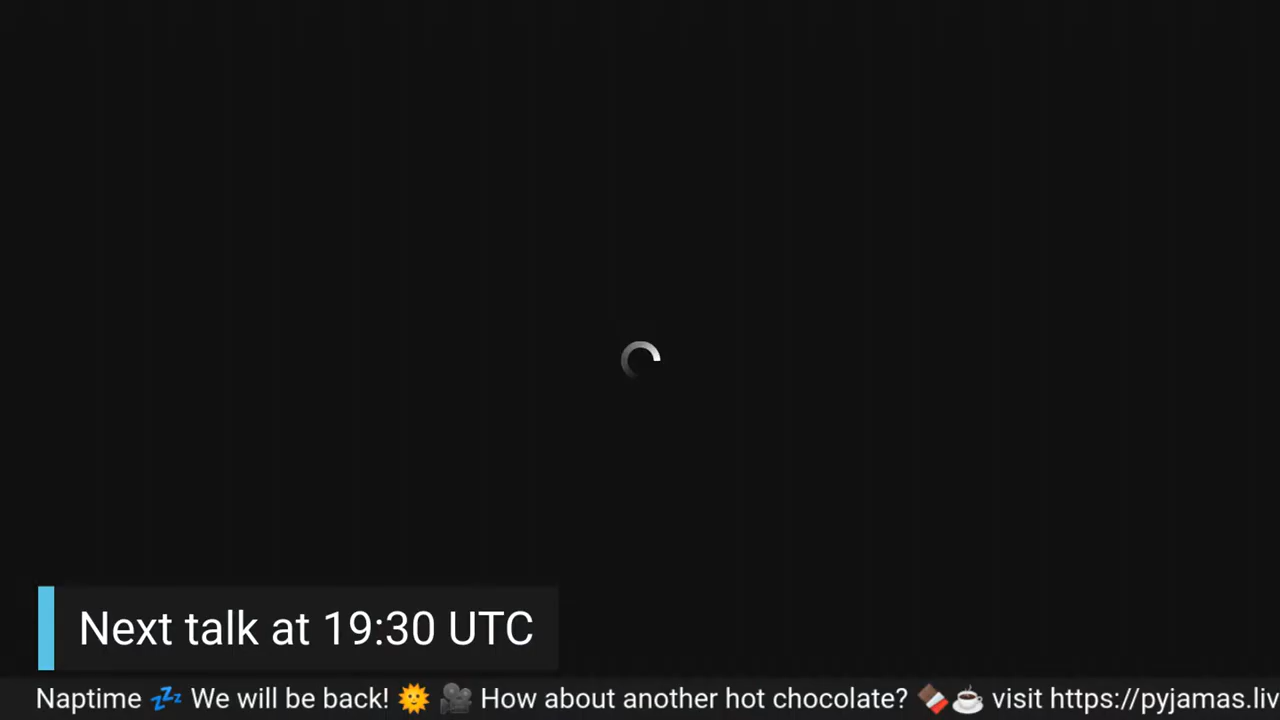 Next talk at 19:30 UTC
Naptime 💤 We will be back! 🌞 🎥 How about another hot chocolate? 🍫☕ visit https://pyjamas.liv